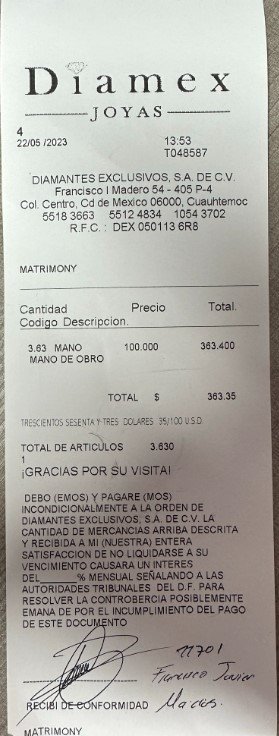 Diamex
JOYAS
4
22/05 /2023 13:53
T048587
DIAMANTES EXCLUSIVOS, S.A. DE C.V.
Francisco I Madero 54 - 405 P-4
Col. Centro, Cd de Mexico 06000, Cuauhtemoc
5518 3663 5512 4834 1054 3702
R.F.C. : DEX 050113 6R8
MATRIMONY
Cantidad Precio Total.
Codigo Descripcion.
3.63 MANO 100.000 363.400
MANO DE OBRO
TOTAL $ 363.35
TRESCIENTOS SESENTA Y TRES DOLARES 35/100 U.S.D.
TOTAL DE ARTICULOS 3.630
1
¡GRACIAS POR SU VISITA!
DEBO (EMOS) Y PAGARE (MOS)
INCONDICIONALMENTE A LA ORDEN DE
DIAMANTES EXCLUSIVOS, S.A. DE C.V. LA
CANTIDAD DE MERCANCIAS ARRIBA DESCRITA
Y RECIBIDA A MI (NUESTRA) ENTERA
SATISFACCION DE NO LIQUIDARSE A SU
VENCIMIENTO CAUSARA UN INTERES
DEL_____% MENSUAL SEÑALANDO A LAS
AUTORIDADES TRIBUNALES DEL D.F. PARA
RESOLVER LA CONTROBERCIA POSIBLEMENTE
EMANA DE POR EL INCUMPLIMIENTO DEL PAGO
DE ESTE DOCUMENTO
11701
Francisco Javier
RECIBI DE CONFORMIDAD Macias.
MATRIMONY